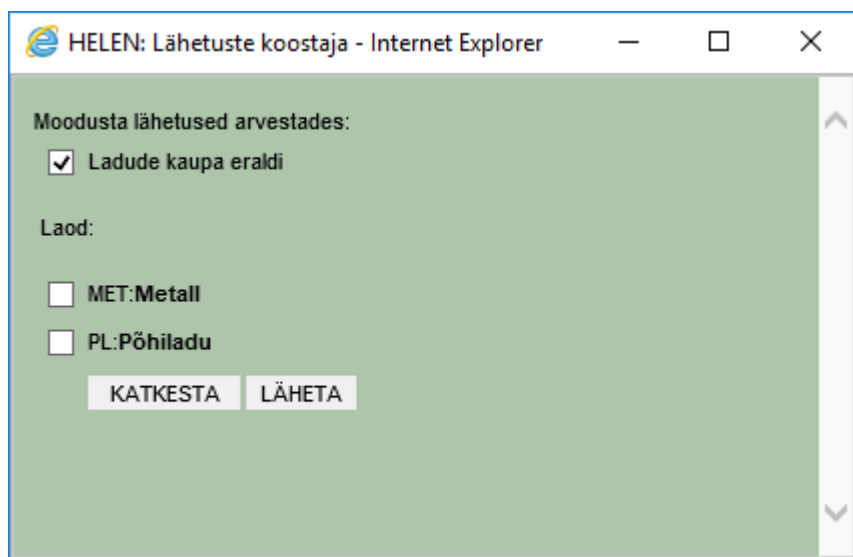 HELEN: Lähetuste koostaja - Internet Explorer
Moodusta lähetused arvestades:
Ladude kaupa eraldi
Laod:
MET:Metall
PL:Põhiladu
KATKESTA LÄHETA